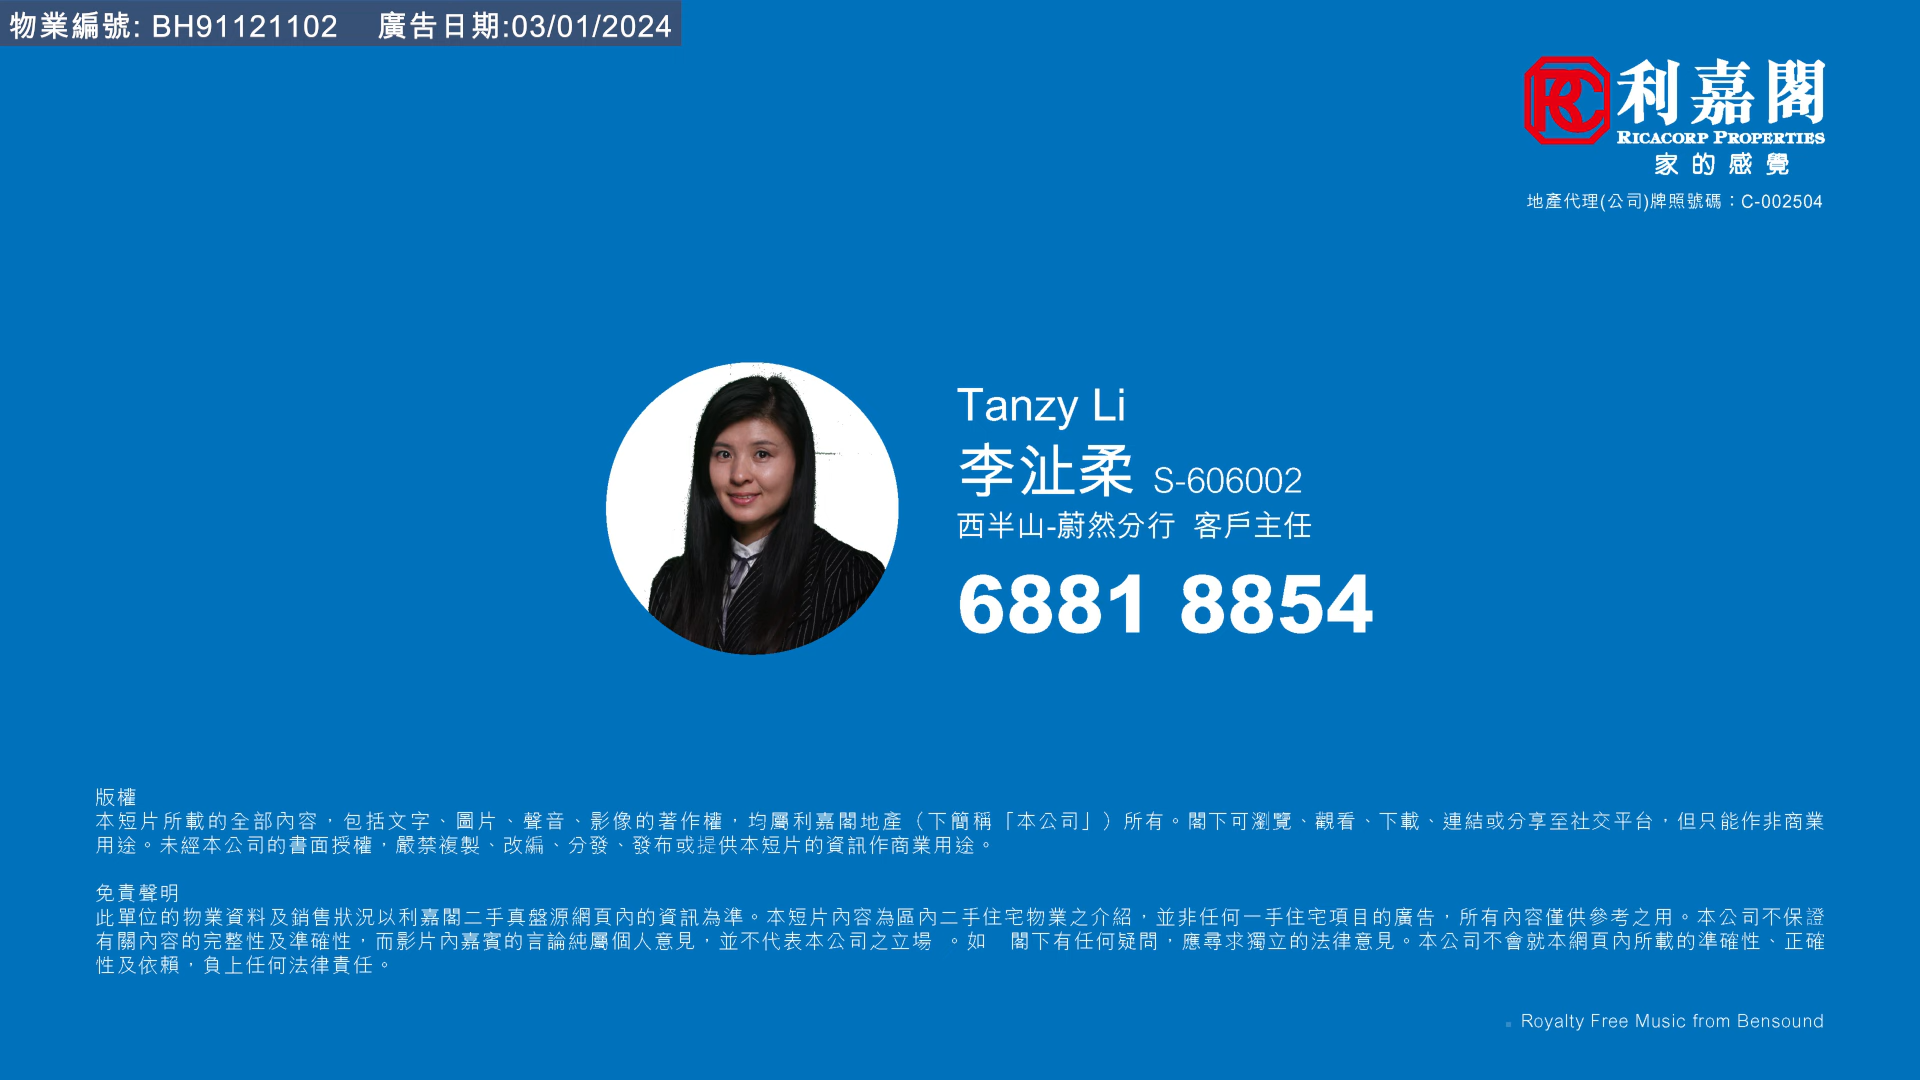 物業編號: BH91121102 廣告日期:03/01/2024
RC 利嘉閣
RICACORP PROPERTIES
家的感覺
地產代理(公司)牌照號碼：C-002504
Tanzy Li
李沚柔 S-606002
西半山-蔚然分行 客戶主任
6881 8854
版權
本短片所載的全部內容，包括文字、圖片、聲音、影像的著作權，均屬利嘉閣地產（下簡稱「本公司」）所有。閣下可瀏覽、觀看、下載、連結或分享至社交平台，但只能作非商業
用途。未經本公司的書面授權，嚴禁複製、改編、分發、發布或提供本短片的資訊作商業用途。
免責聲明
此單位的物業資料及銷售狀況以利嘉閣二手真盤源網頁內的資訊為準。本短片內容為區內二手住宅物業之介紹，並非任何一手住宅項目的廣告，所有內容僅供參考之用。本公司不保證
有關內容的完整性及準確性，而影片內嘉賓的言論純屬個人意見，並不代表本公司之立場 。如 閣下有任何疑問，應尋求獨立的法律意見。本公司不會就本網頁內所載的準確性、正確
性及依賴，負上任何法律責任。
Royalty Free Music from Bensound